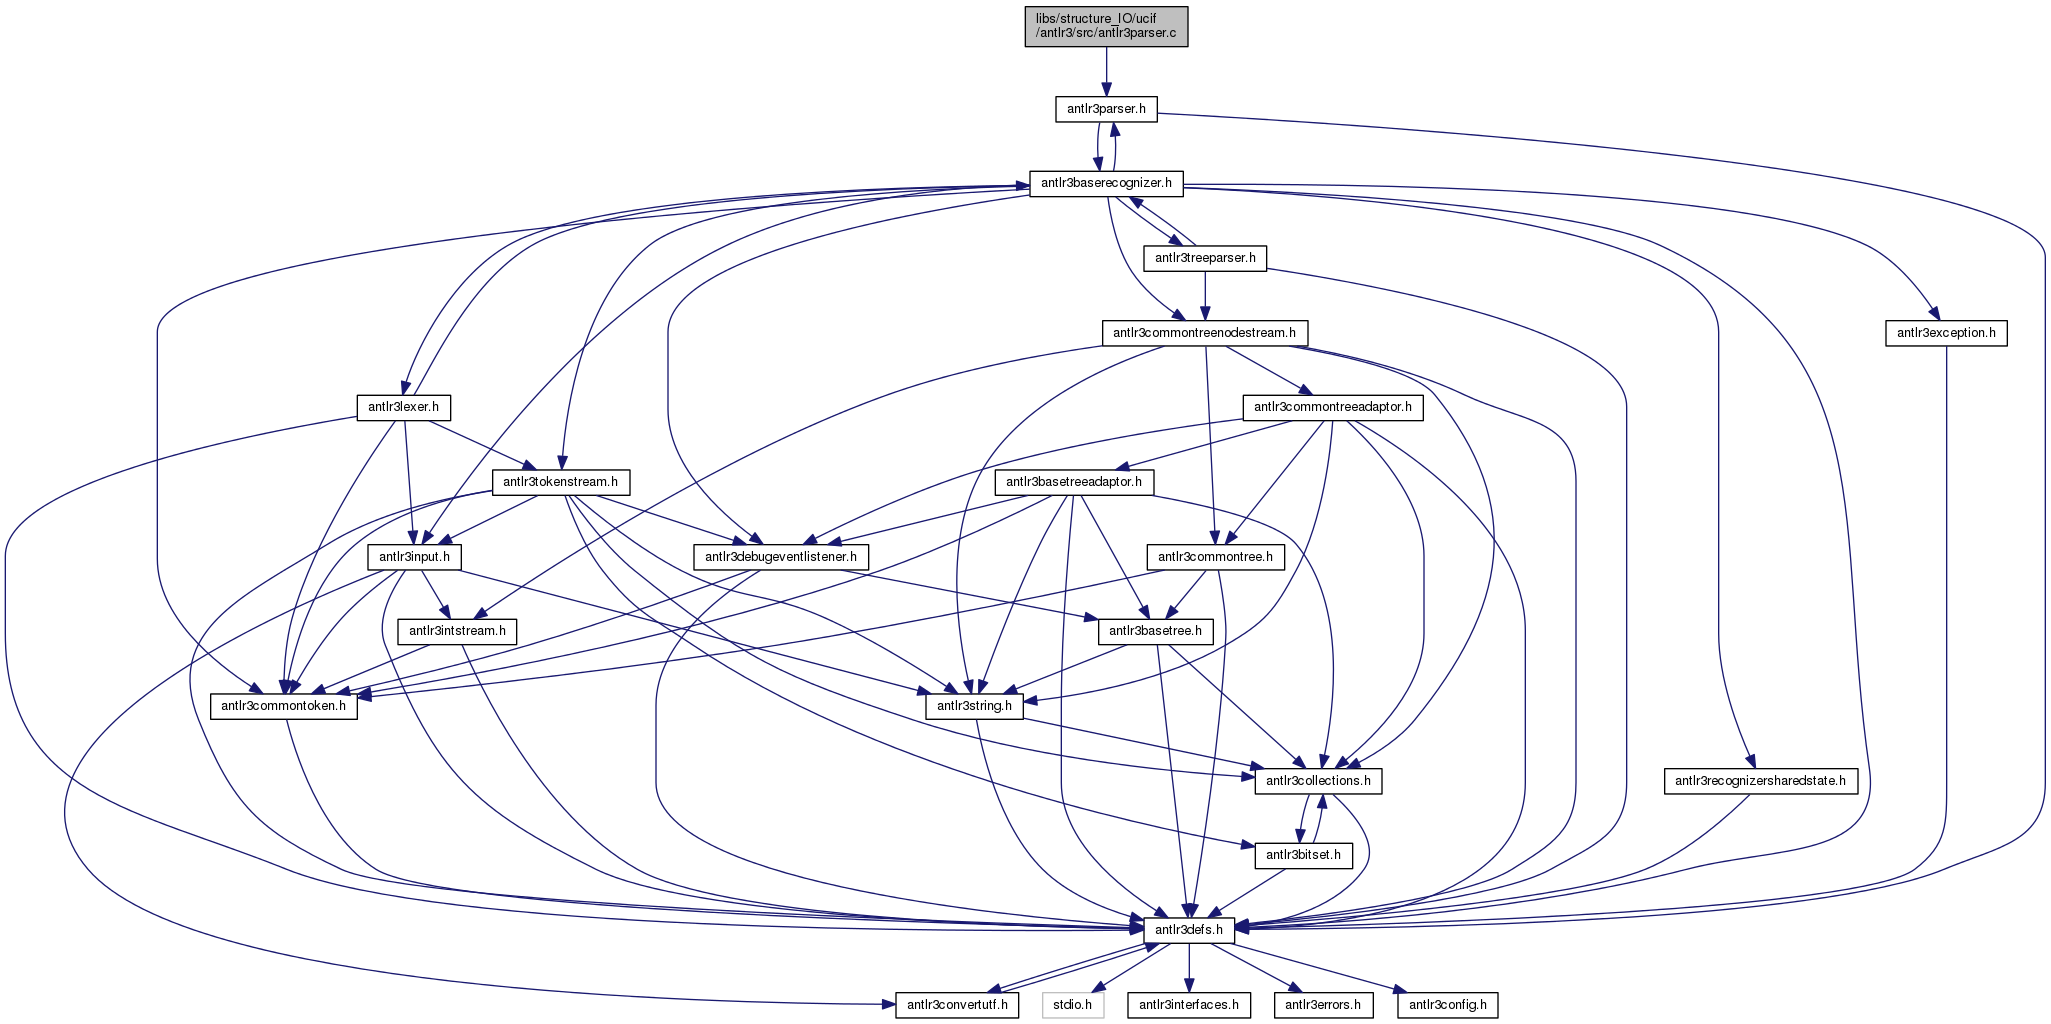 libs/structure_IO/ucif
/antlr3/src/antlr3parser.c
antlr3parser.h
antlr3baserecognizer.h
antlr3treeparser.h
antlr3commontreenodestream.h
antlr3exception.h
antlr3lexer.h
antlr3commontreeadaptor.h
antlr3tokenstream.h
antlr3basetreeadaptor.h
antlr3input.h
antlr3debugeventlistener.h
antlr3commontree.h
antlr3intstream.h
antlr3basetree.h
antlr3commontoken.h
antlr3string.h
antlr3collections.h
antlr3recognizersharedstate.h
antlr3bitset.h
antlr3defs.h
antlr3convertutf.h
stdio.h
antlr3interfaces.h
antlr3errors.h
antlr3config.h